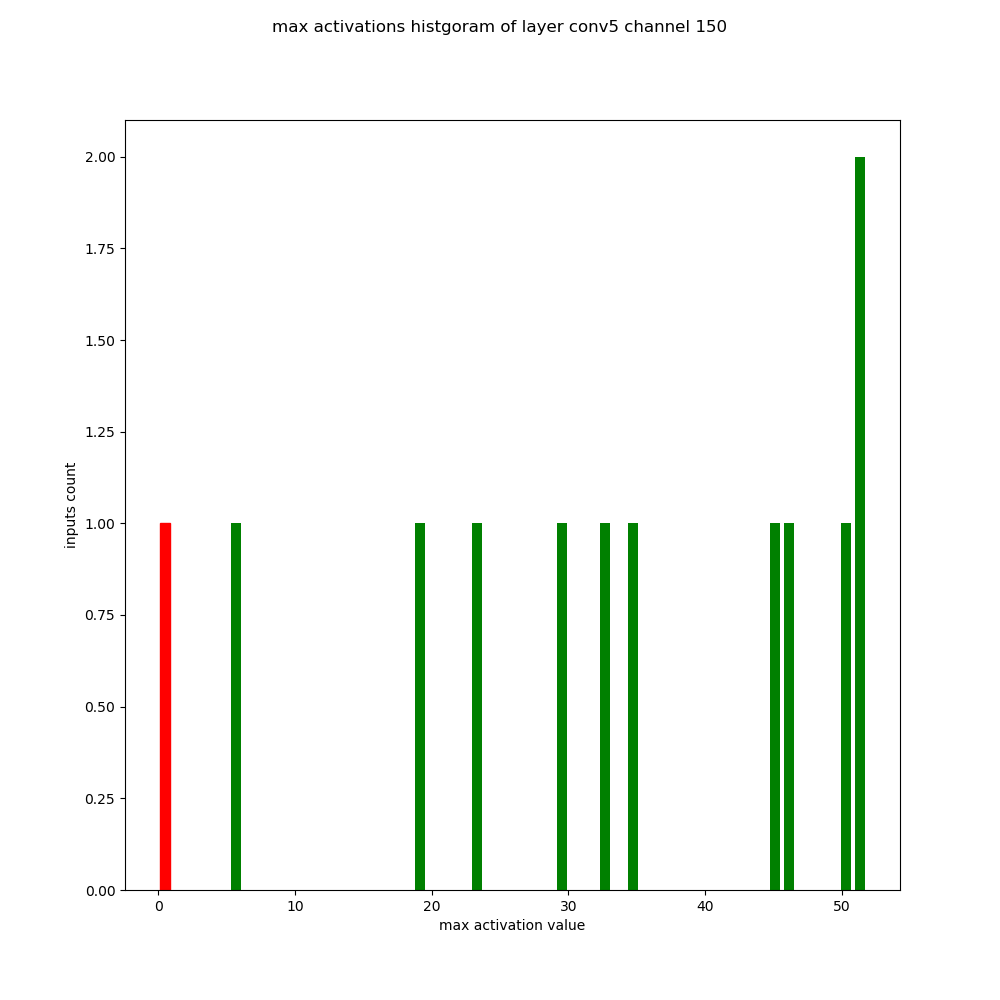 max activations histgoram of layer conv5 channel 150
2.00
1.75
1.50
1.25
1.00
0.75
0.50
0.25
0.00
inputs count
0 10 20 30 40 50
max activation value